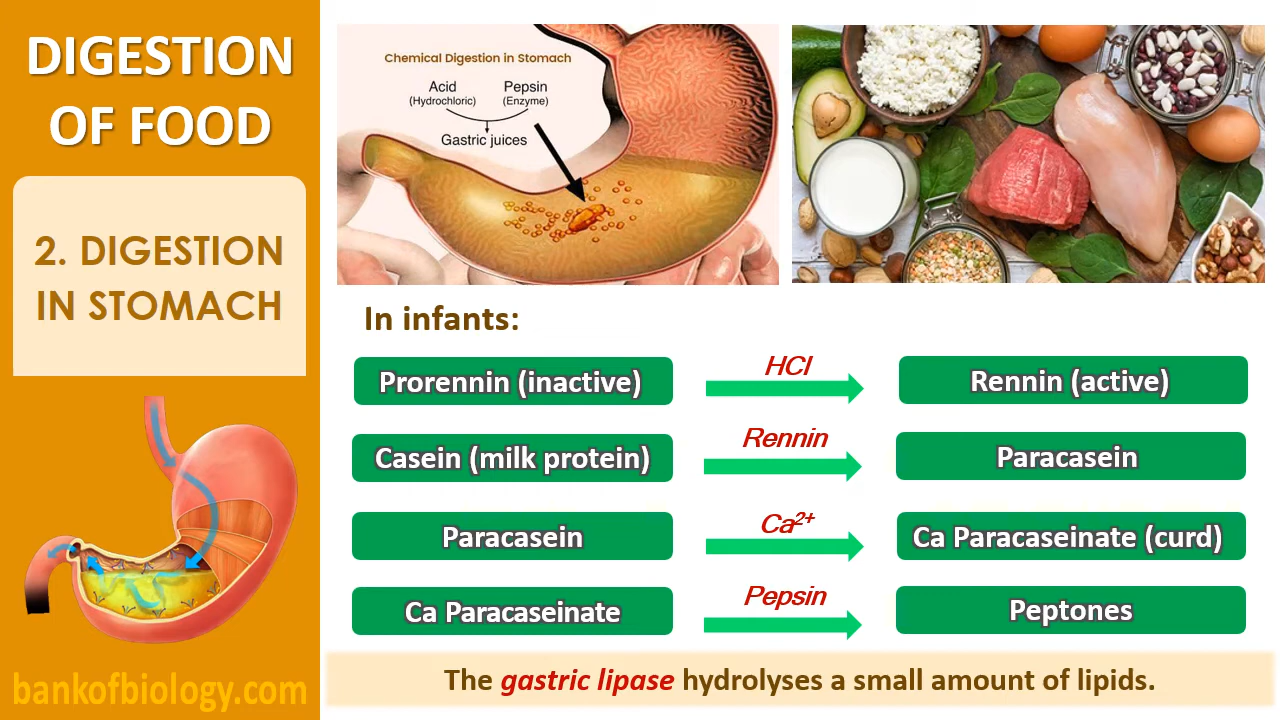 DIGESTION
OF FOOD
2. DIGESTION
IN STOMACH
bankofbiology.com
Chemical Digestion in Stomach
Acid
(Hydrochloric)
Pepsin
(Enzyme)
Gastric juices
In infants:
Prorennin (inactive)
HCl
Rennin (active)
Casein (milk protein)
Rennin
Paracasein
Paracasein
Ca²⁺
Ca Paracaseinate (curd)
Ca Paracaseinate
Pepsin
Peptones
The gastric lipase hydrolyses a small amount of lipids.